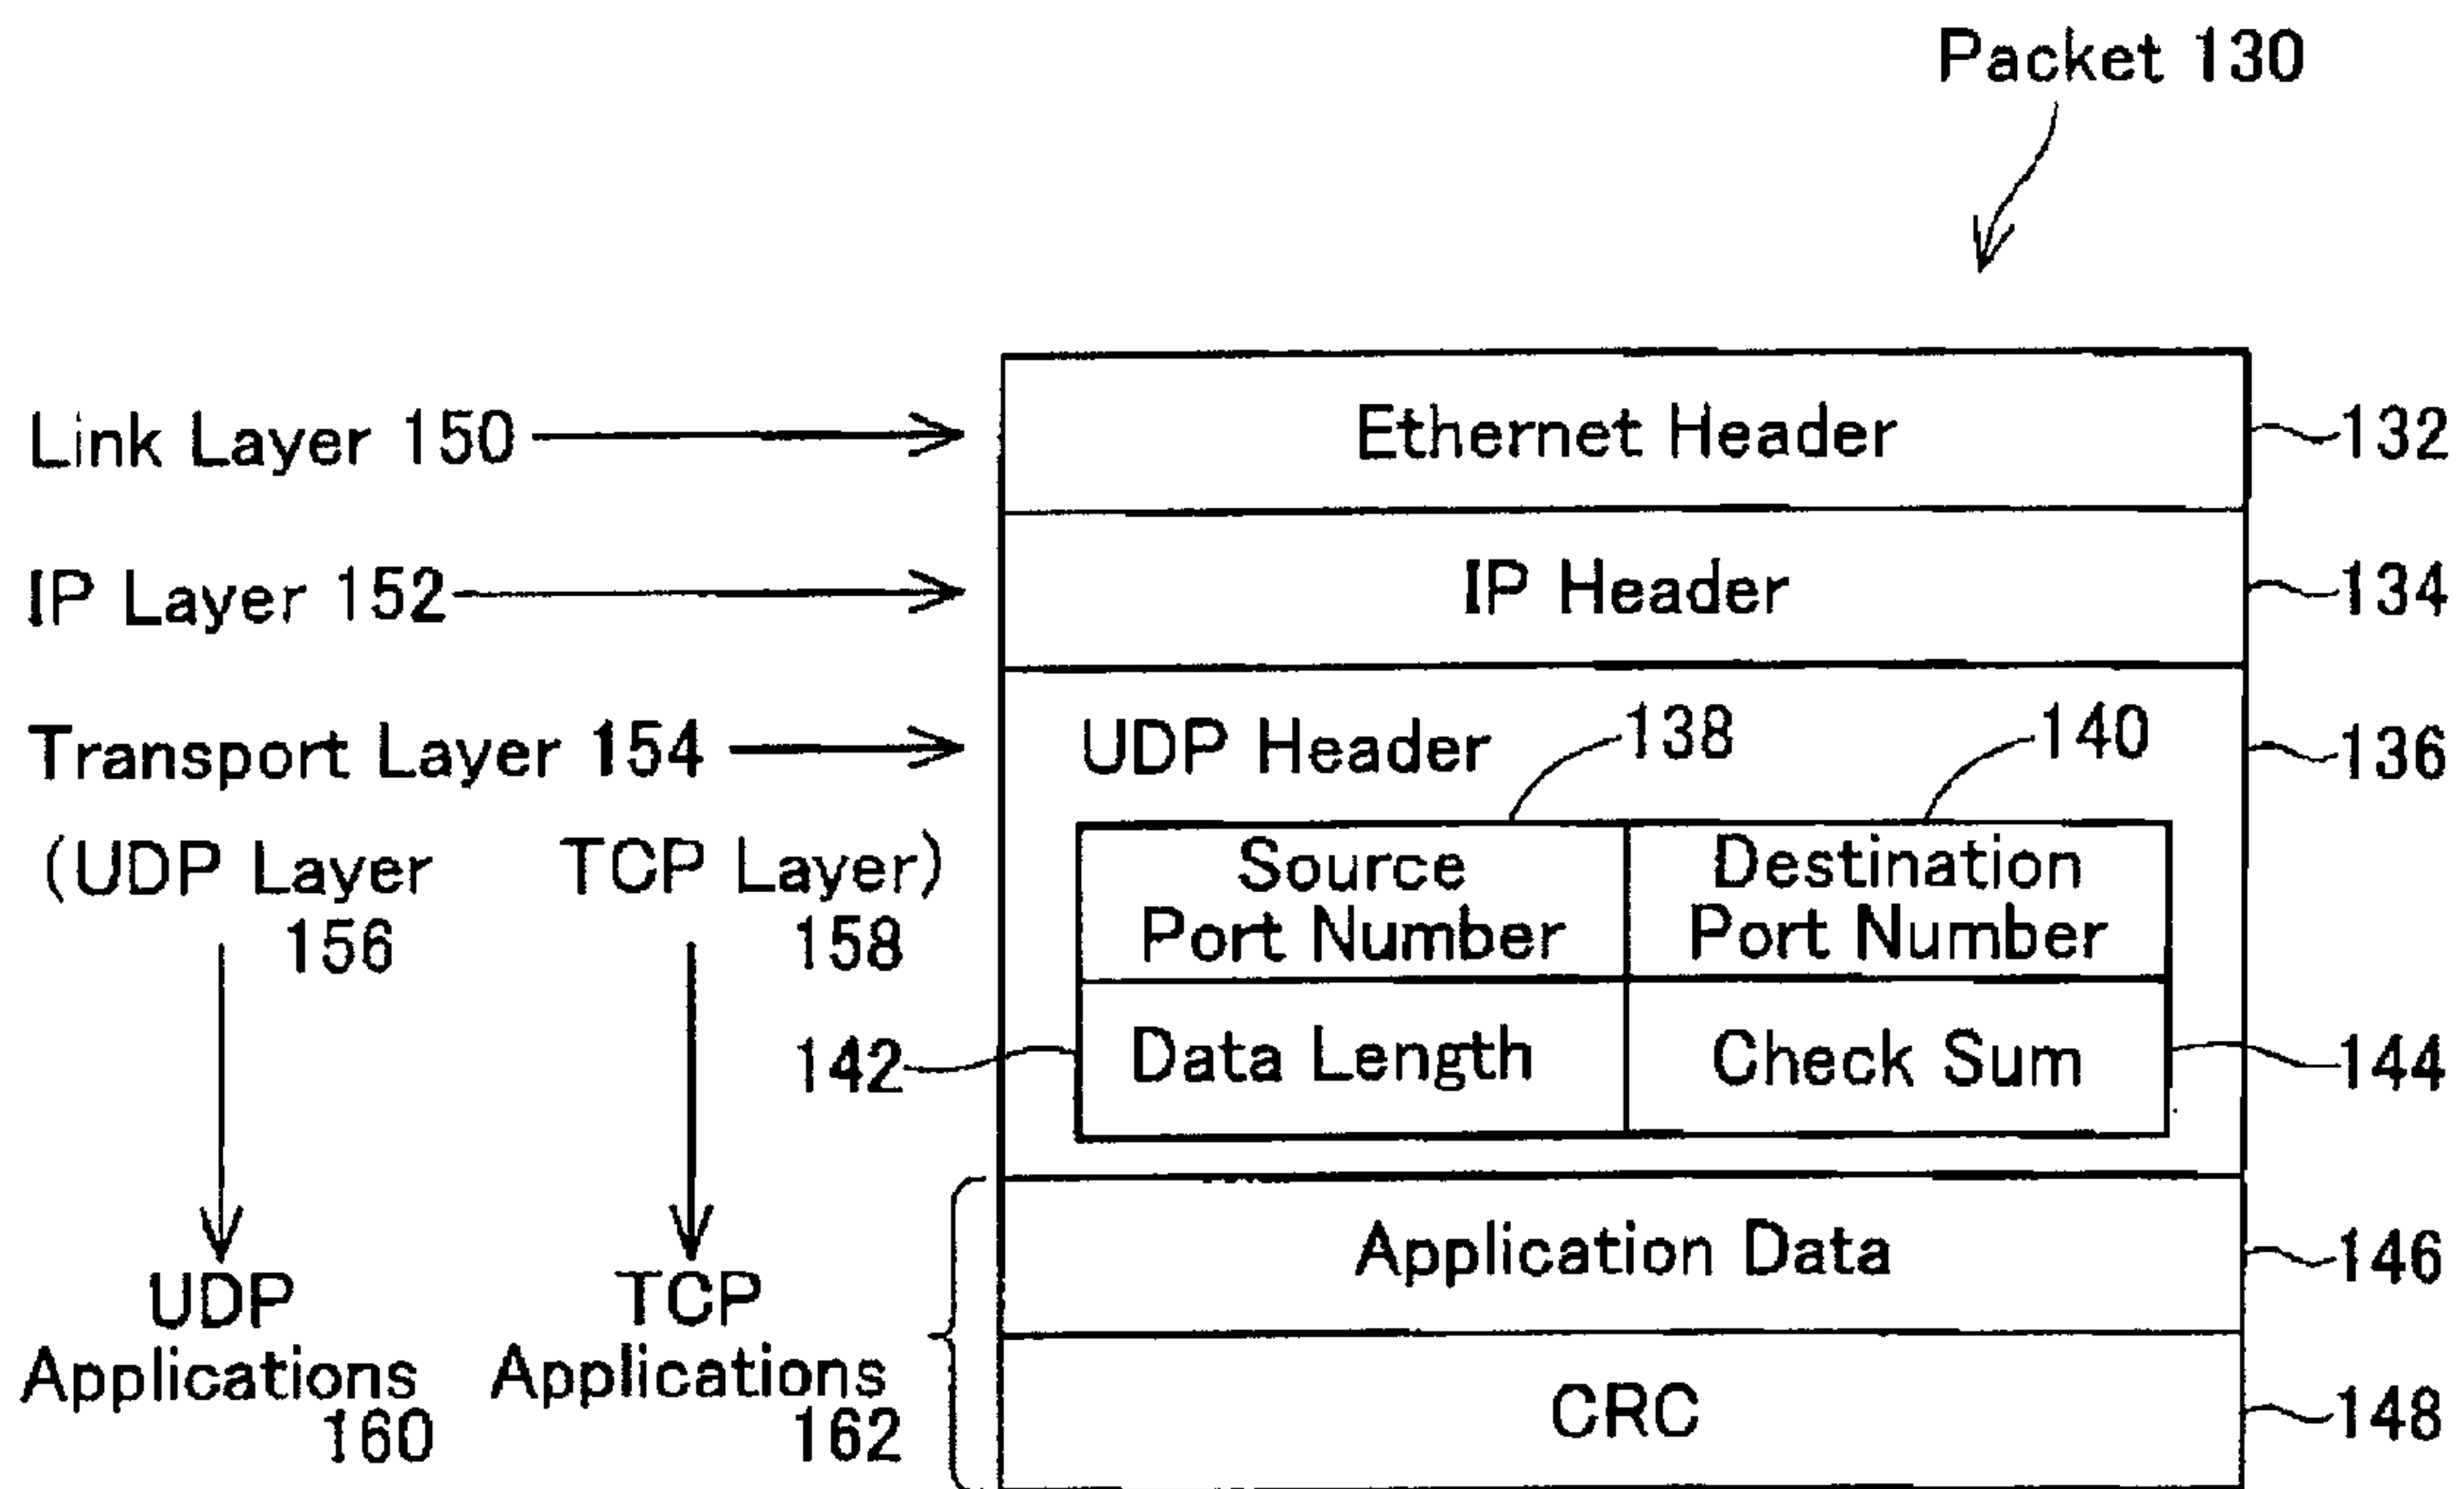 Packet 130
Link Layer 150
Ethernet Header
132
IP Layer 152
IP Header
134
Transport Layer 154
UDP Header
138
140
136
(UDP Layer
156
TCP Layer)
158
Source
Port Number
Destination
Port Number
142
Data Length
Check Sum
144
UDP
Applications
160
TCP
Applications
162
Application Data
146
CRC
148